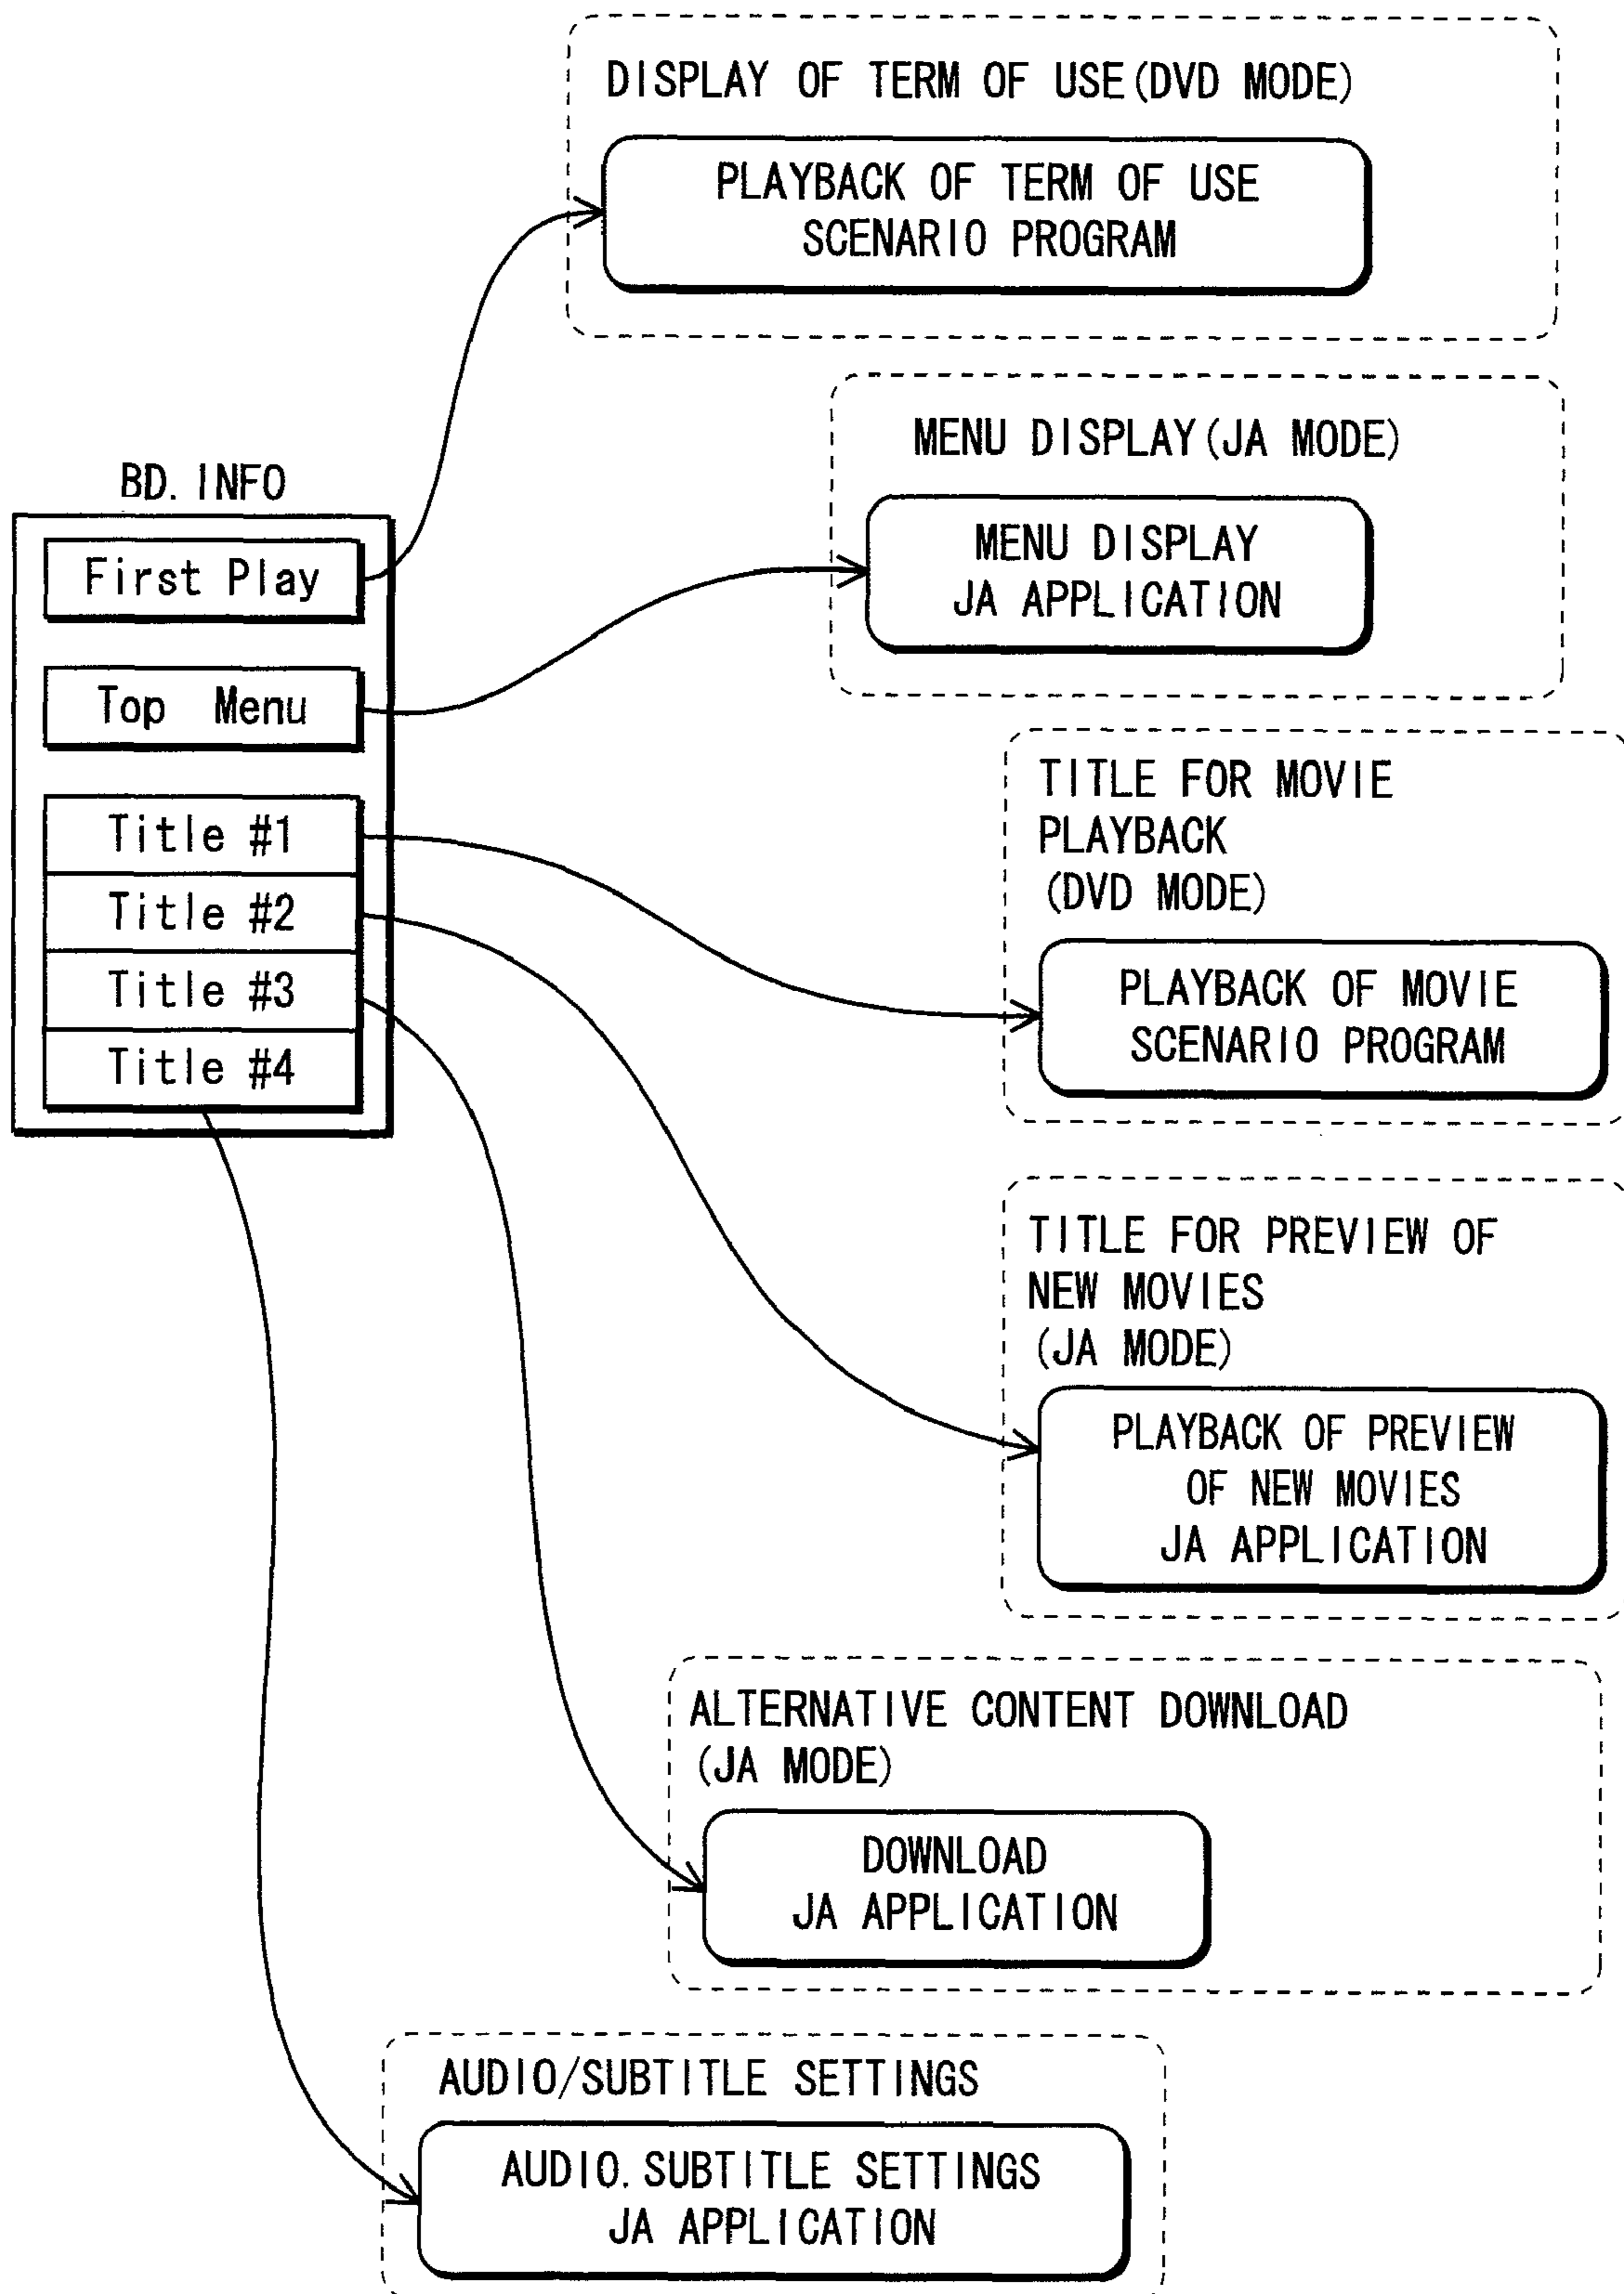 DISPLAY OF TERM OF USE(DVD MODE)
PLAYBACK OF TERM OF USE
SCENARIO PROGRAM
MENU DISPLAY(JA MODE)
MENU DISPLAY
JA APPLICATION
BD. INFO
First Play
Top Menu
Title #1
Title #2
Title #3
Title #4
TITLE FOR MOVIE
PLAYBACK
(DVD MODE)
PLAYBACK OF MOVIE
SCENARIO PROGRAM
TITLE FOR PREVIEW OF
NEW MOVIES
(JA MODE)
PLAYBACK OF PREVIEW
OF NEW MOVIES
JA APPLICATION
ALTERNATIVE CONTENT DOWNLOAD
(JA MODE)
DOWNLOAD
JA APPLICATION
AUDIO/SUBTITLE SETTINGS
AUDIO. SUBTITLE SETTINGS
JA APPLICATION